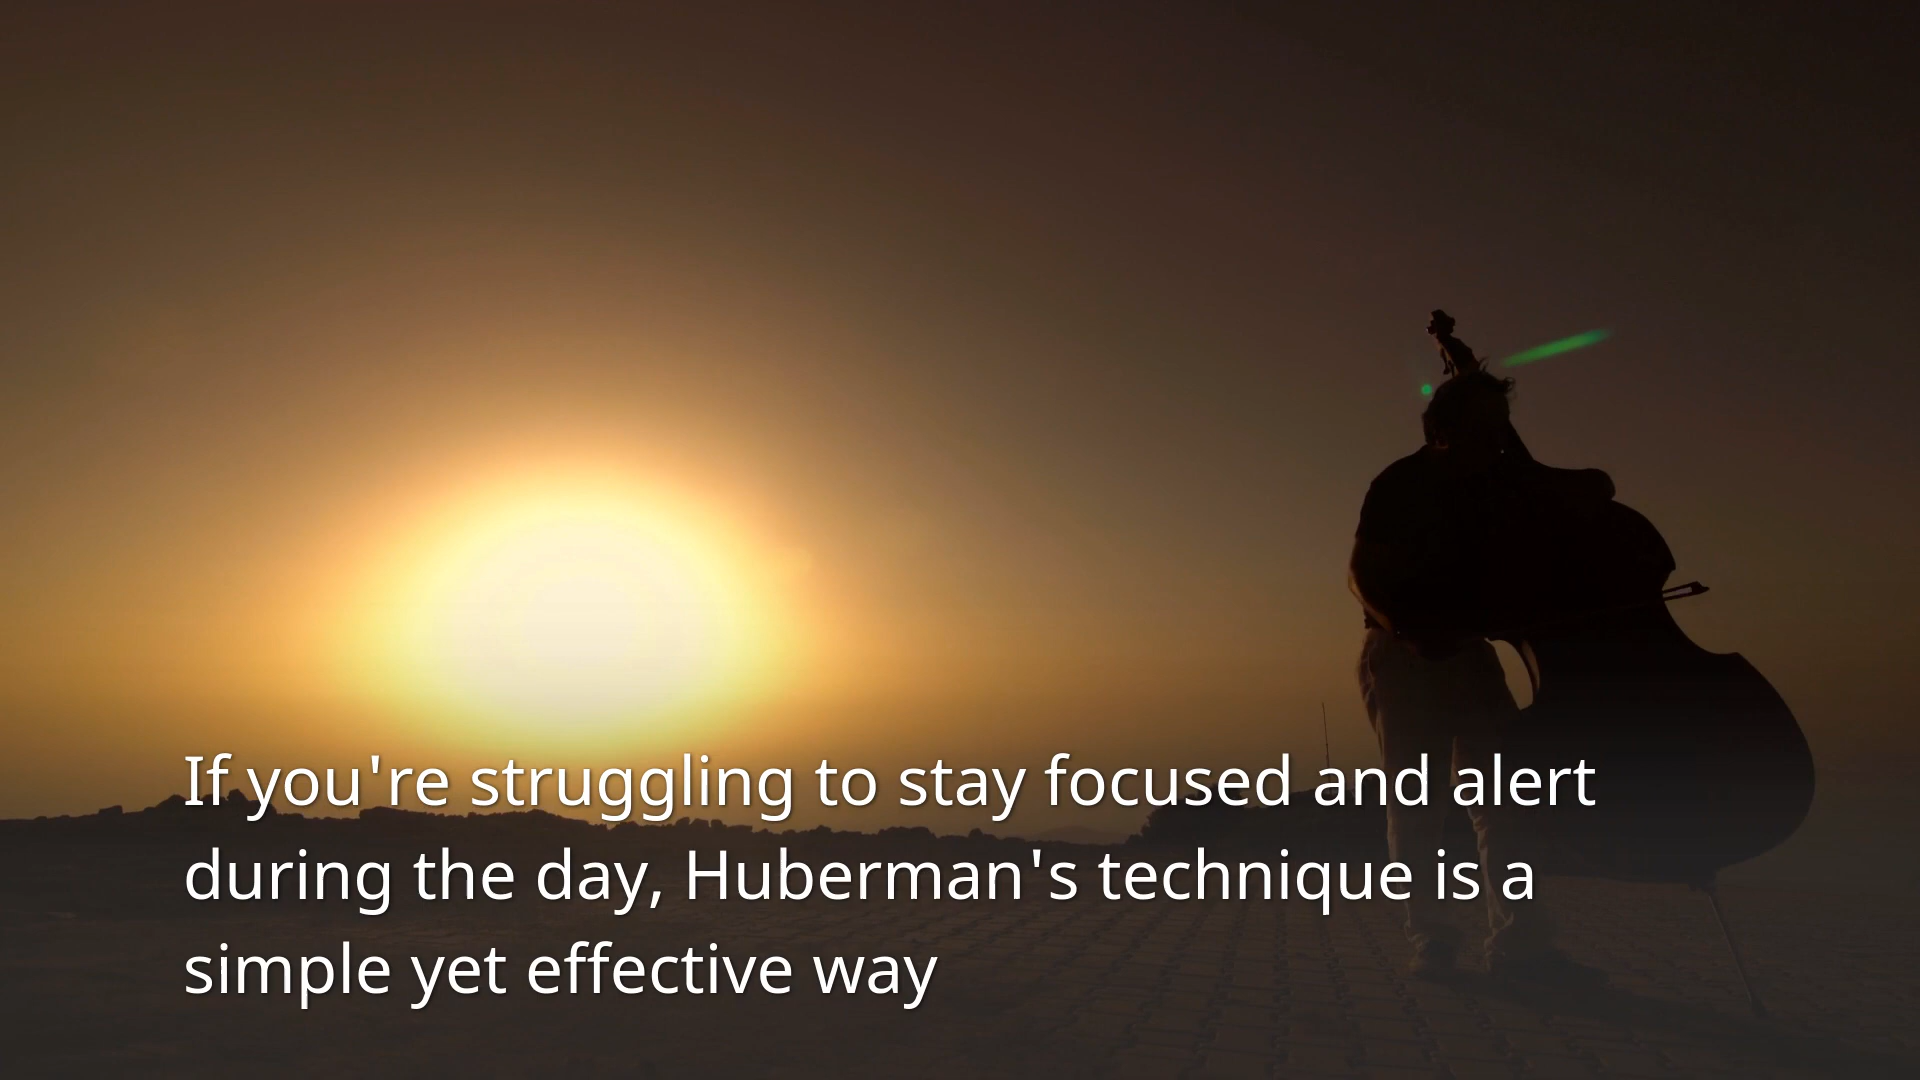 If you're struggling to stay focused and alert
during the day, Huberman's technique is a
simple yet effective way